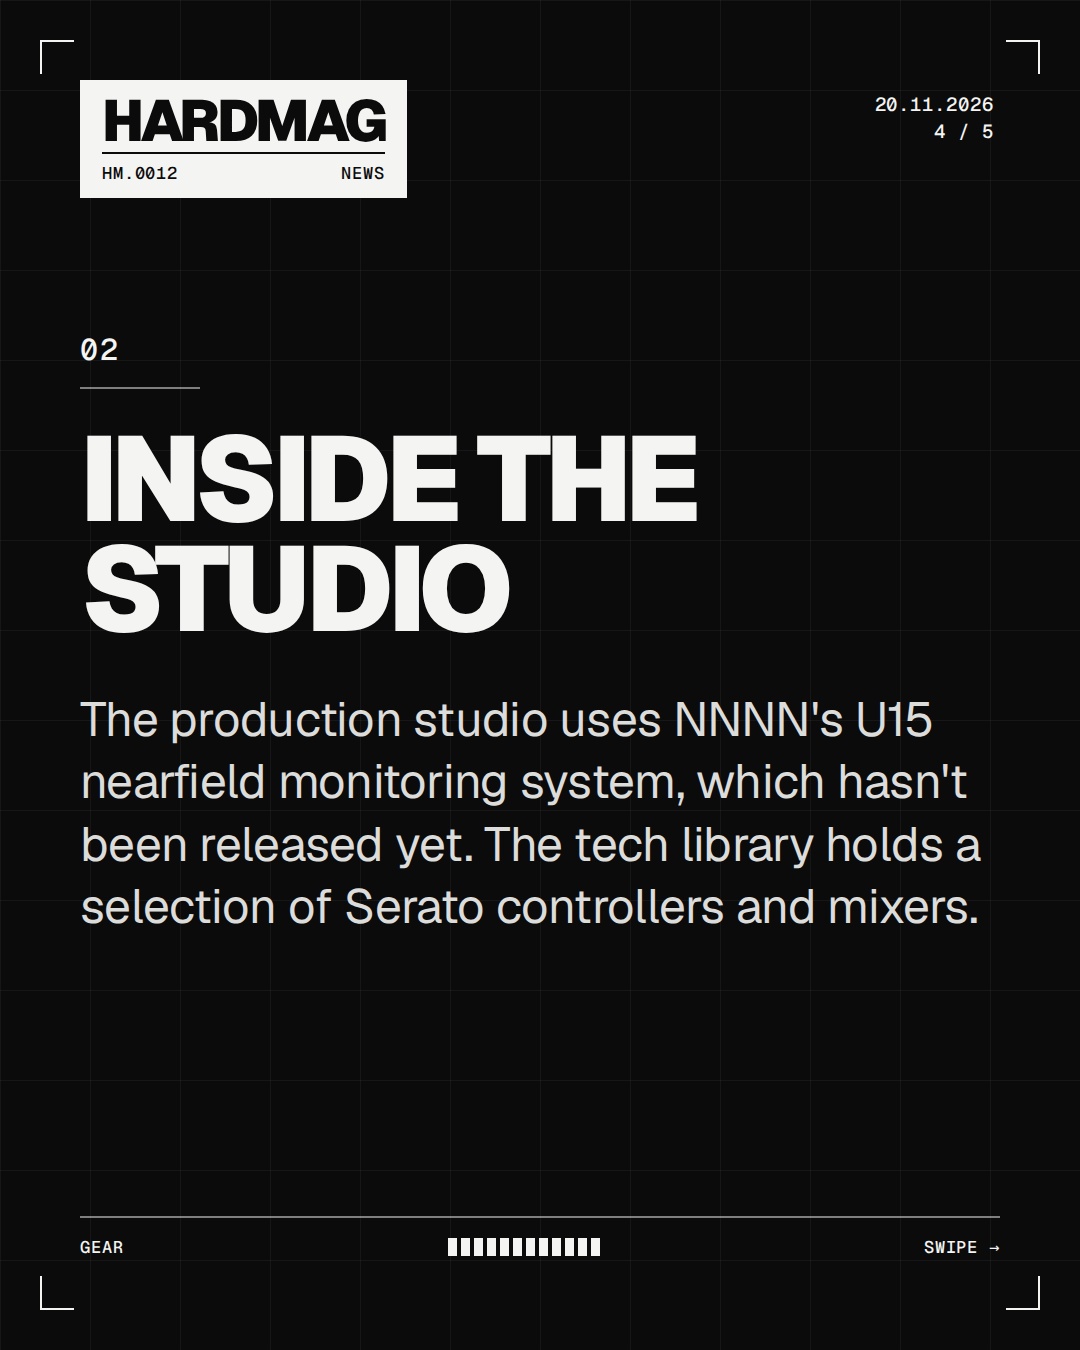 HARDMAG
HM.0012 NEWS
20.11.2026
4 / 5
02
INSIDE THE
STUDIO
The production studio uses NNNN's U15
nearfield monitoring system, which hasn't
been released yet. The tech library holds a
selection of Serato controllers and mixers.
GEAR
SWIPE →